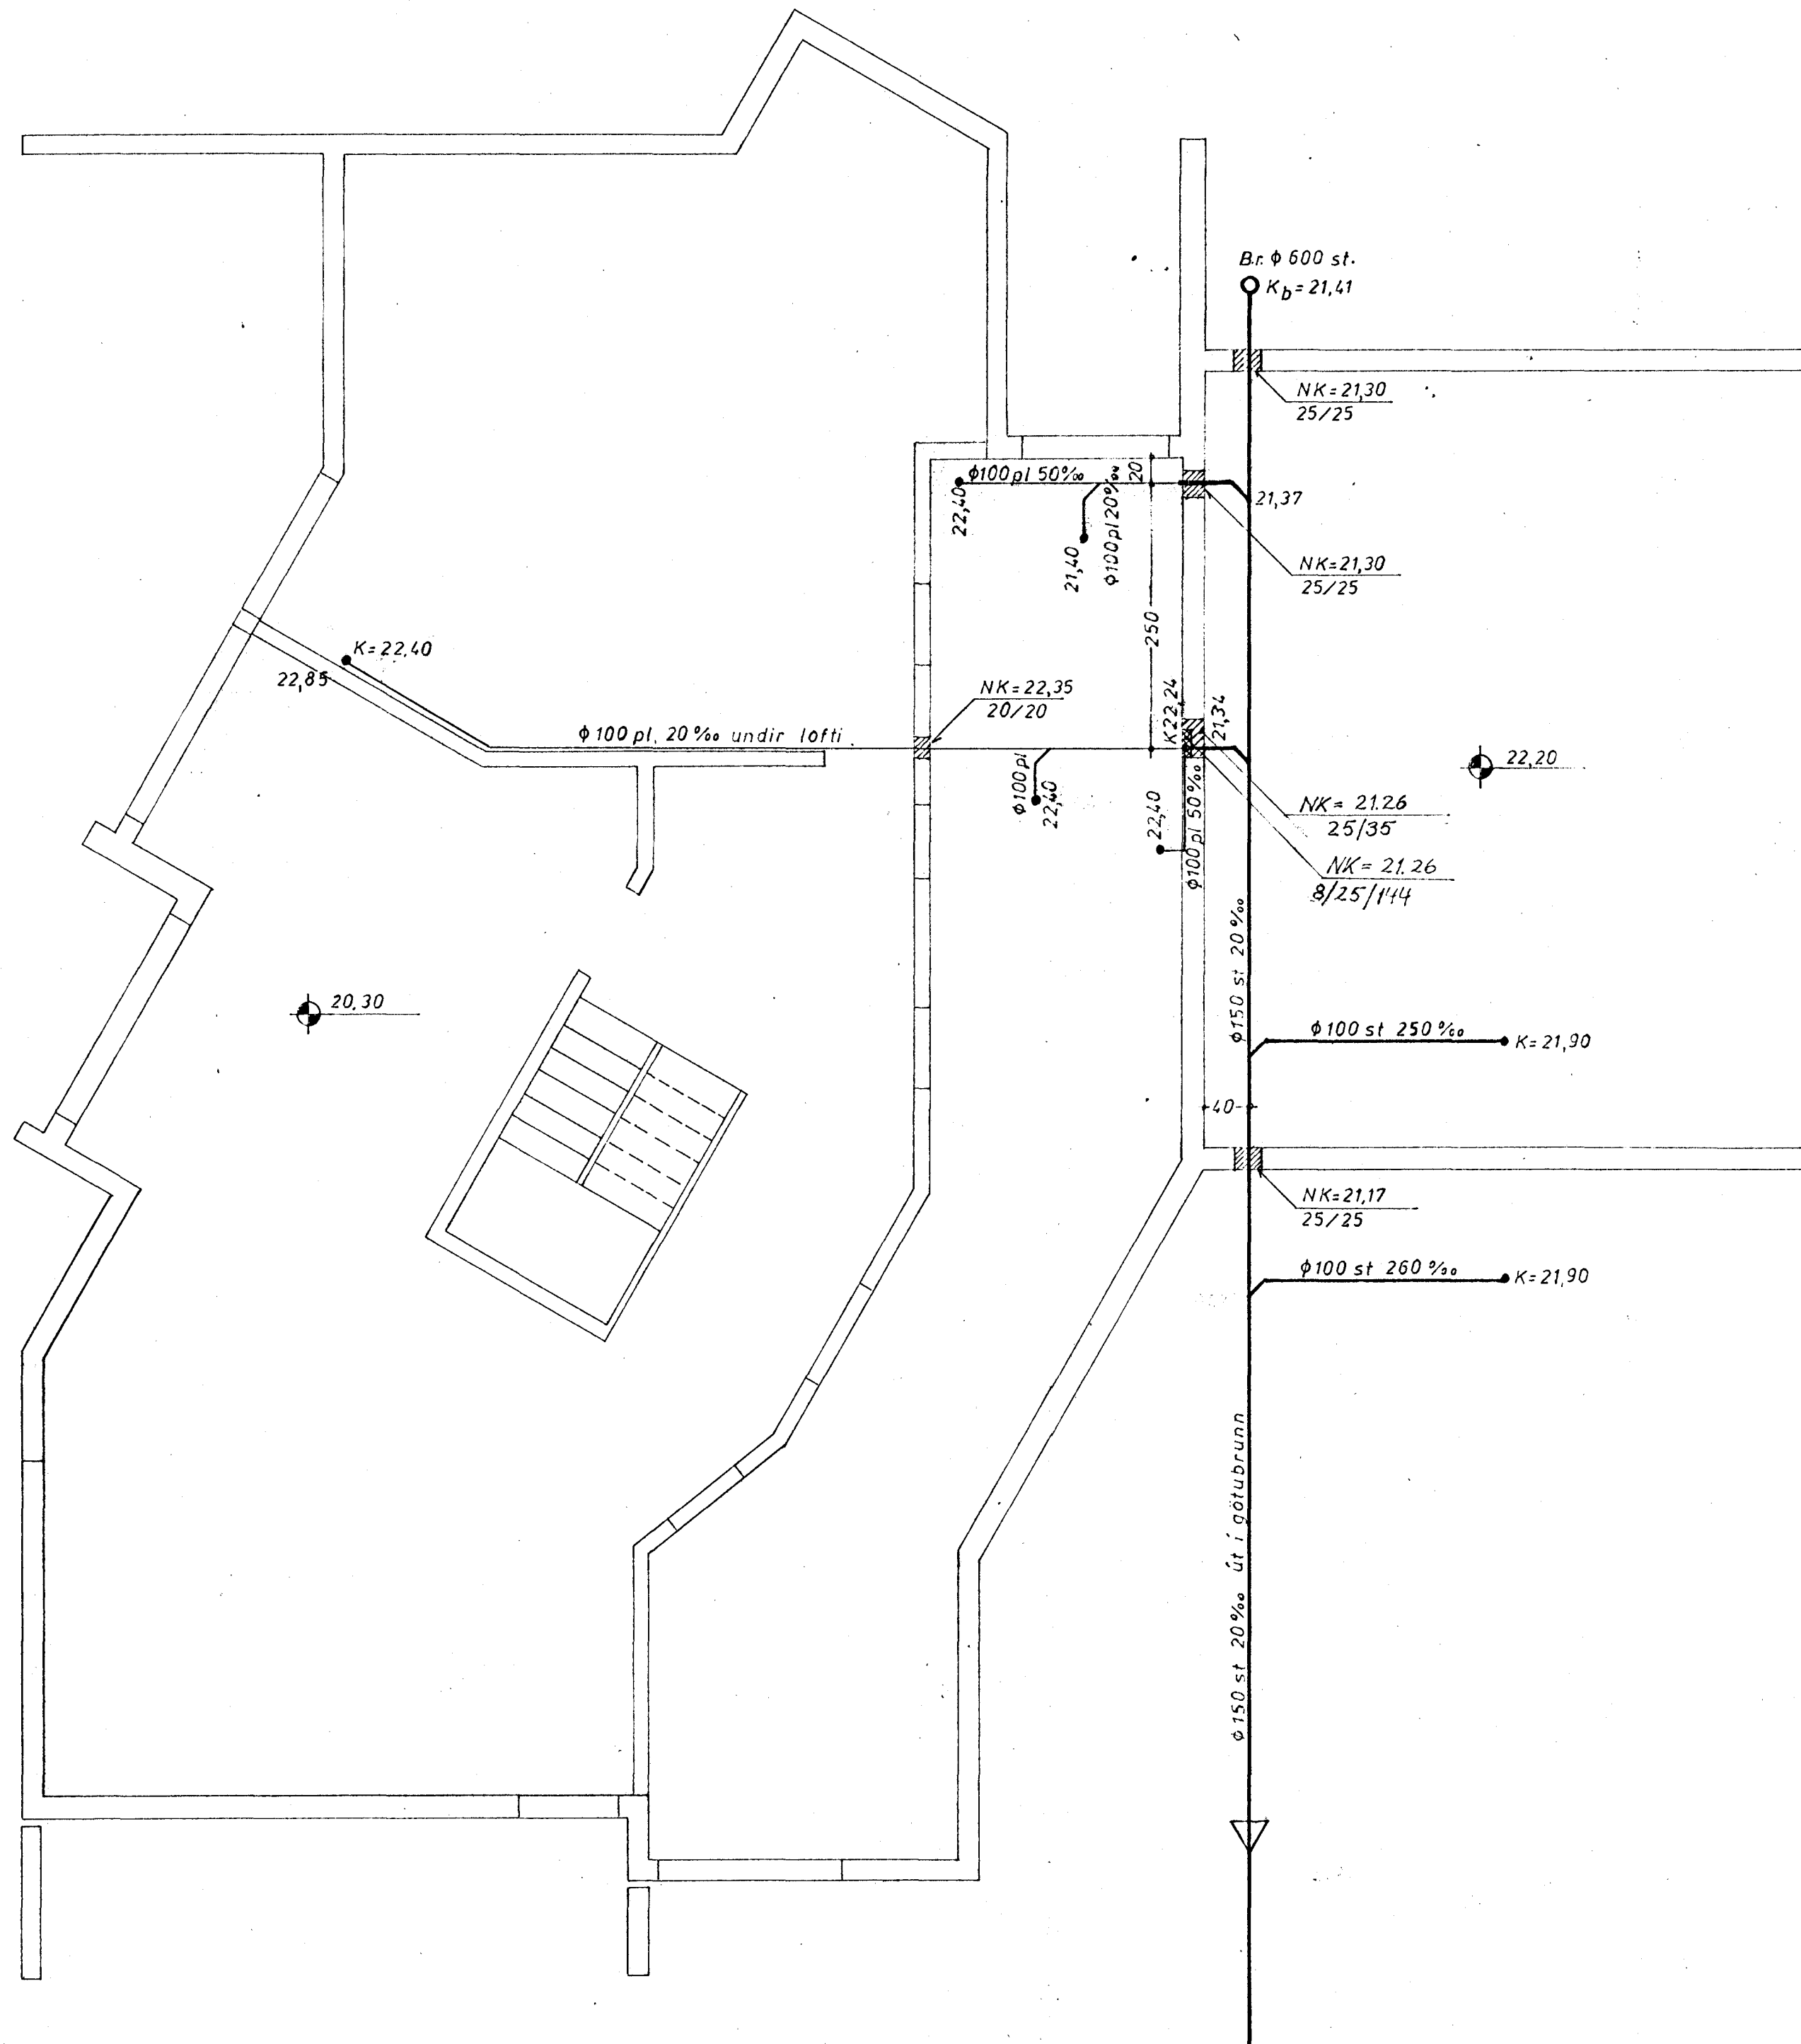 Br. ϕ 600 st.
Kb = 21,41
NK = 21,30
25/25
ϕ100 pl 50‰
20
22,40
21,40
ϕ100 pl 20‰
21,37
NK = 21,30
25/25
250
K = 22,40
22,85
NK = 22,35
20/20
ϕ 100 pl. 20‰ undir lofti
K22,24
21,34
ϕ100 pl
22,40
22,40
ϕ100 pl 50‰
22,20
NK = 21.26
25/35
NK = 21.26
8/25/144
ϕ150 st 20‰
20,30
ϕ100 st 250‰
K = 21,90
40
NK = 21,17
25/25
ϕ100 st 260‰
K = 21,90
ϕ150 st 20‰ út í götubrunn